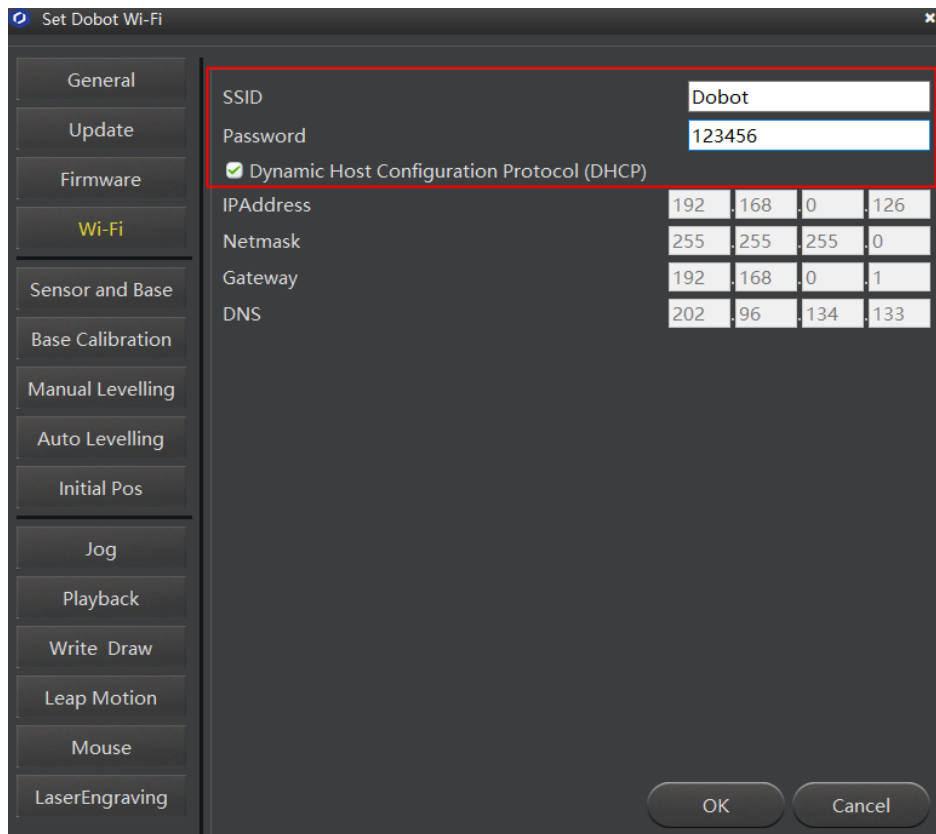 Set Dobot Wi-Fi
General
Update
Firmware
Wi-Fi
Sensor and Base
Base Calibration
Manual Levelling
Auto Levelling
Initial Pos
Jog
Playback
Write Draw
Leap Motion
Mouse
LaserEngraving
SSID Dobot
Password 123456
Dynamic Host Configuration Protocol (DHCP)
IPAddress 192 .168 .0 .126
Netmask 255 .255 .255 .0
Gateway 192 .168 .0 .1
DNS 202 .96 .134 .133
OK Cancel